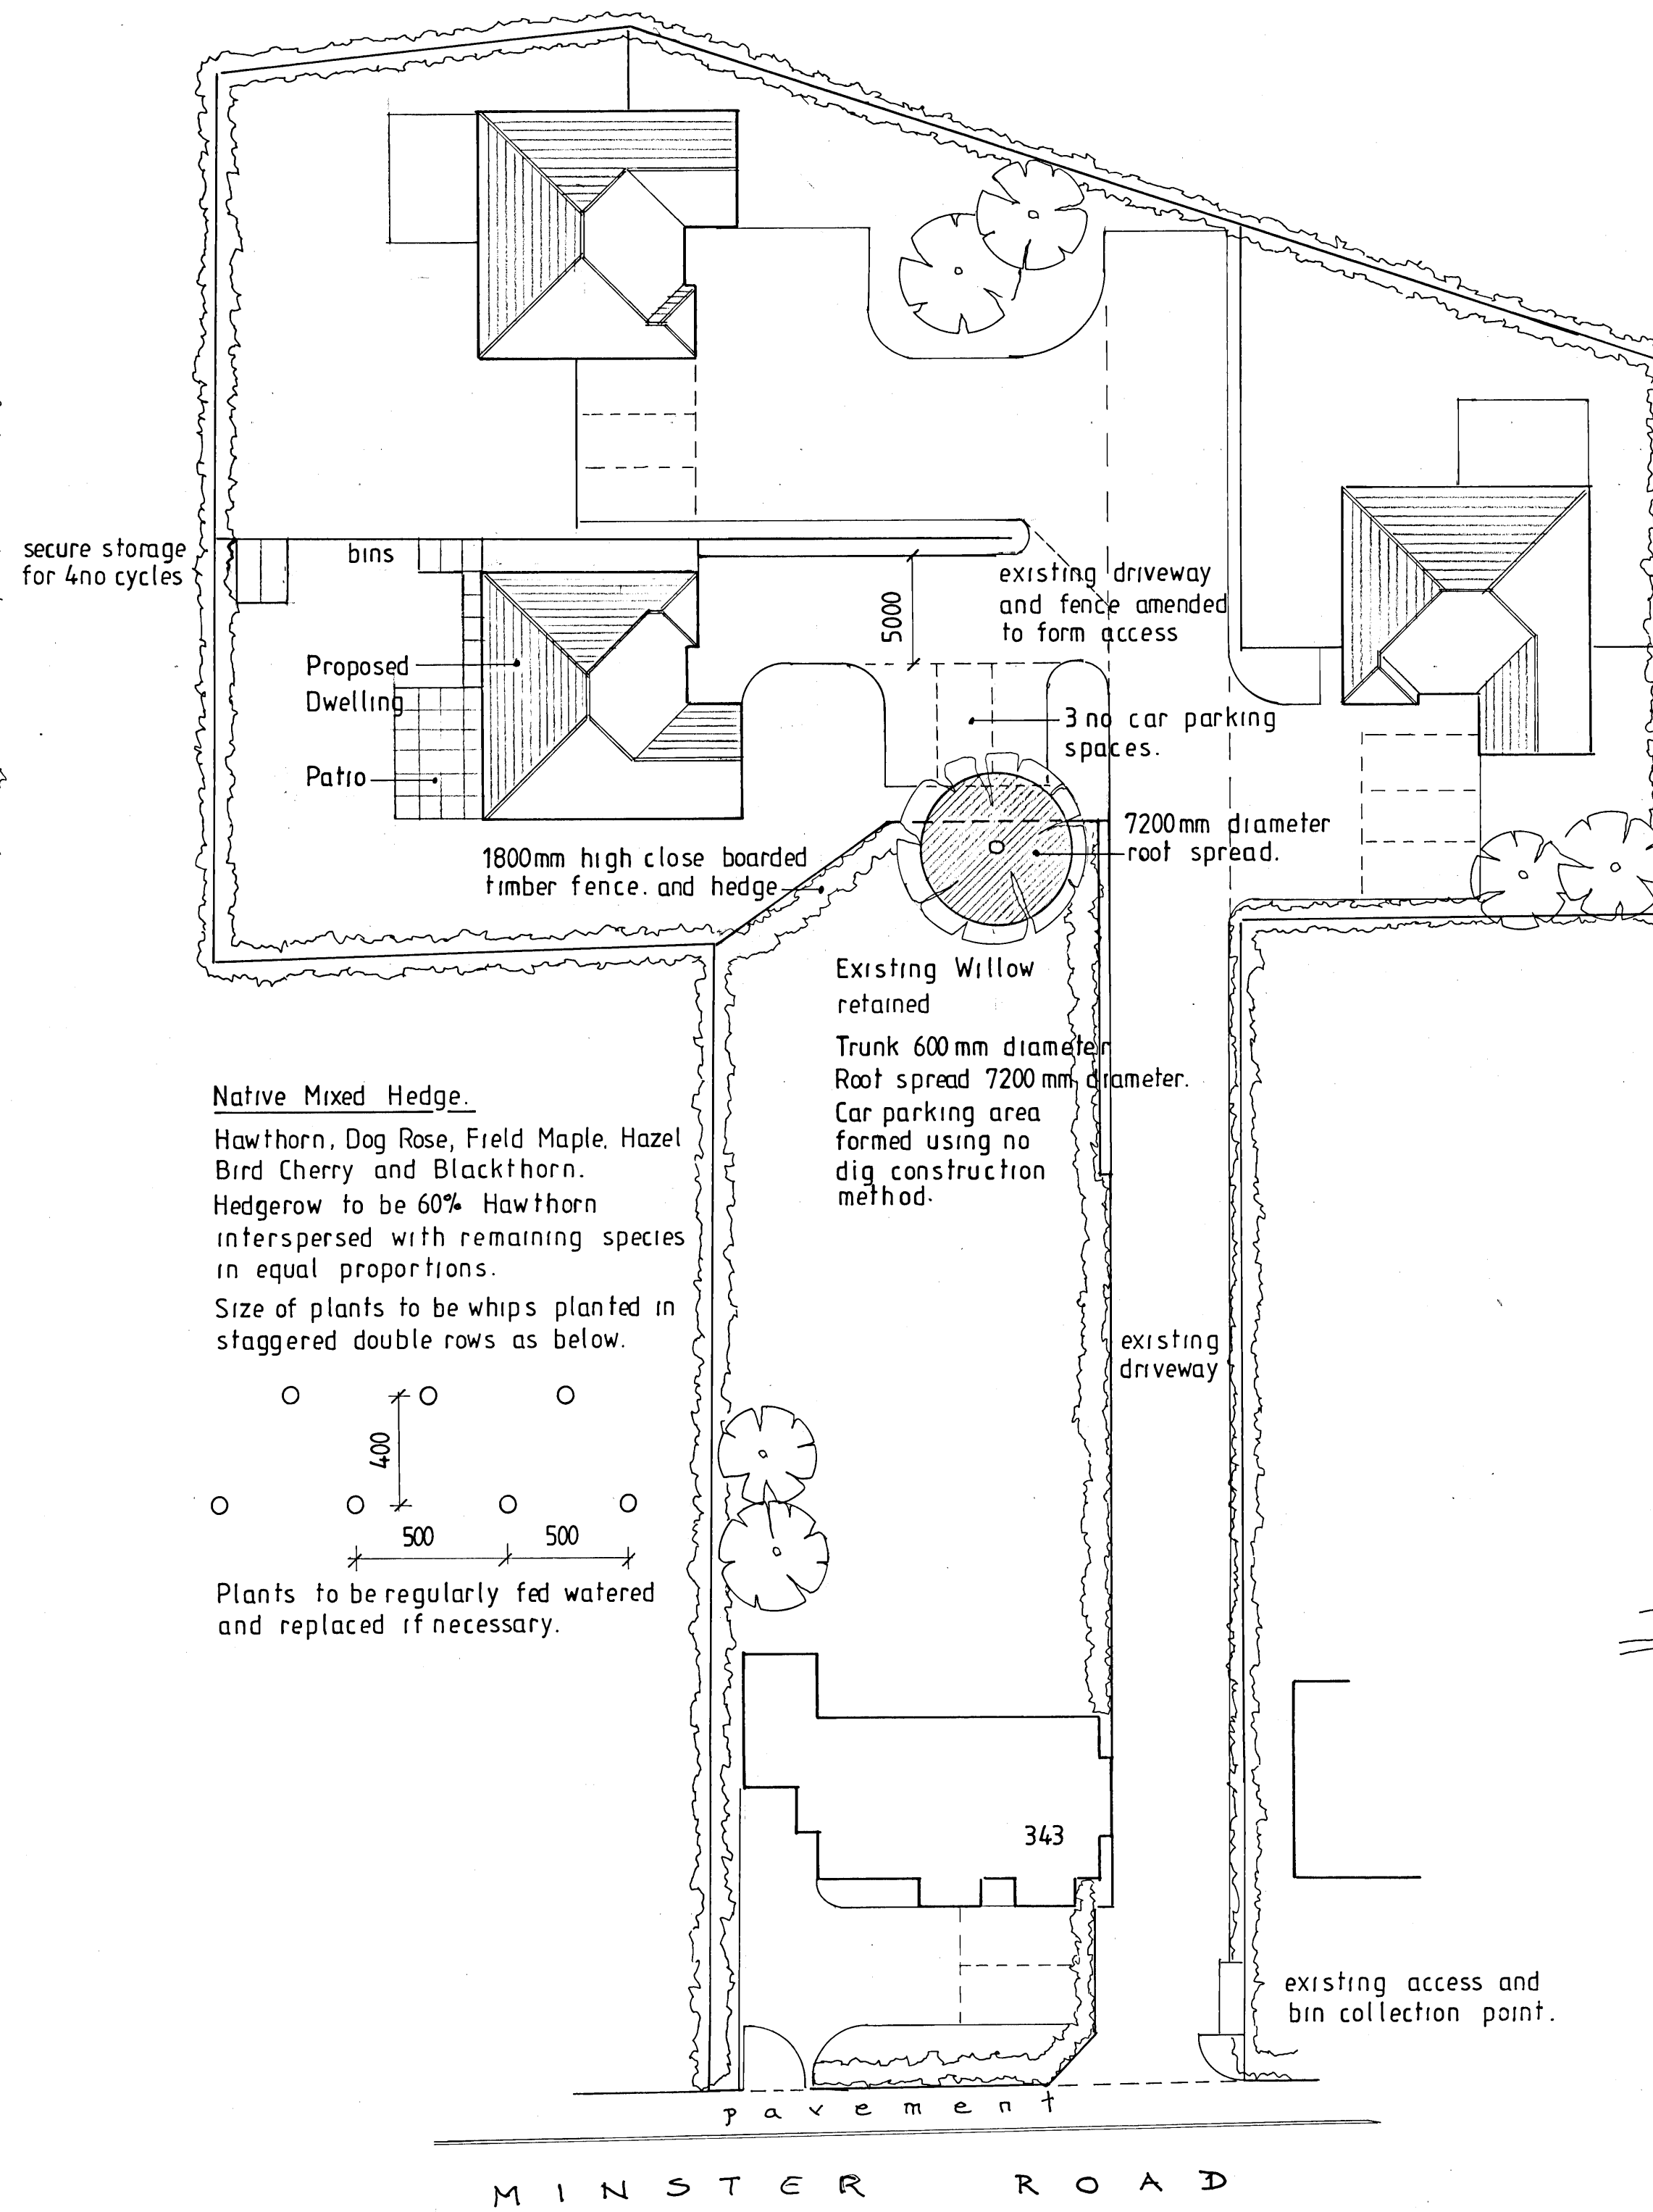 secure storage
for 4no cycles
bins
existing driveway
and fence amended
to form access
5000
Proposed
Dwelling
3 no car parking
spaces.
Patio
7200mm diameter
root spread.
1800mm high close boarded
timber fence. and hedge
Existing Willow
retained
Trunk 600mm diameter
Root spread 7200mm diameter.
Car parking area
formed using no
dig construction
method.
Native Mixed Hedge.
Hawthorn, Dog Rose, Field Maple, Hazel
Bird Cherry and Blackthorn.
Hedgerow to be 60% Hawthorn
interspersed with remaining species
in equal proportions.
Size of plants to be whips planted in
staggered double rows as below.
400
500 500
Plants to be regularly fed watered
and replaced if necessary.
existing
driveway
343
existing access and
bin collection point.
pavement
MINSTER ROAD